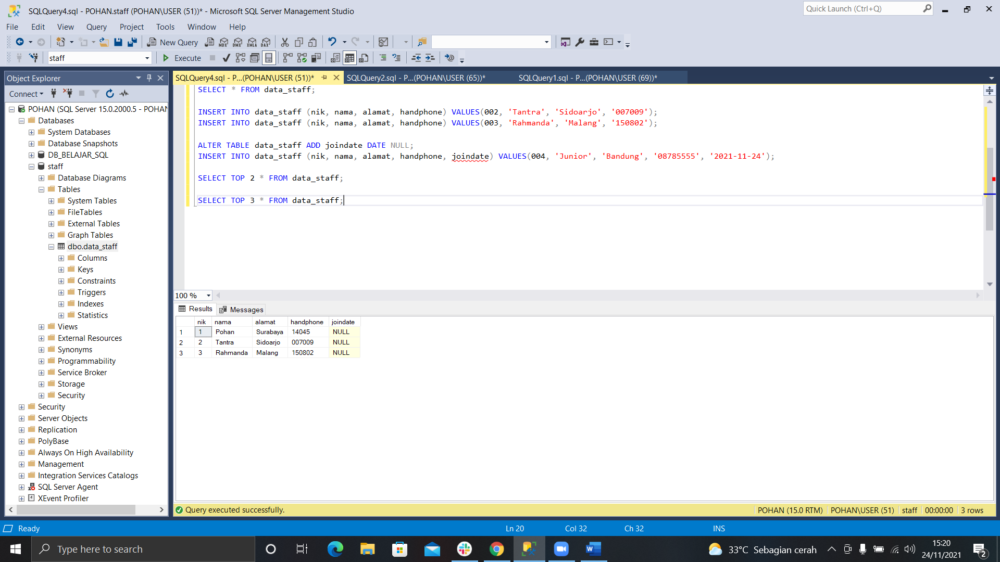 SQLQuery4.sql - POHAN.staff (POHAN\USER (51))* - Microsoft SQL Server Management Studio
Quick Launch (Ctrl+Q)
File Edit View Query Project Tools Window Help
New Query MDX DMX XMLA DAX
staff Execute
Object Explorer
Connect
POHAN (SQL Server 15.0.2000.5 - POHAN
Databases
System Databases
Database Snapshots
DB_BELAJAR_SQL
staff
Database Diagrams
Tables
System Tables
FileTables
External Tables
Graph Tables
dbo.data_staff
Columns
Keys
Constraints
Triggers
Indexes
Statistics
Views
External Resources
Synonyms
Programmability
Service Broker
Storage
Security
Security
Server Objects
Replication
PolyBase
Always On High Availability
Management
Integration Services Catalogs
SQL Server Agent
XEvent Profiler
SQLQuery4.sql - P...(POHAN\USER (51))* SQLQuery2.sql - P...(POHAN\USER (65))* SQLQuery1.sql - P...(POHAN\USER (69))*
SELECT * FROM data_staff;
INSERT INTO data_staff (nik, nama, alamat, handphone) VALUES(002, 'Tantra', 'Sidoarjo', '007009');
INSERT INTO data_staff (nik, nama, alamat, handphone) VALUES(003, 'Rahmanda', 'Malang', '150802');
ALTER TABLE data_staff ADD joindate DATE NULL;
INSERT INTO data_staff (nik, nama, alamat, handphone, joindate) VALUES(004, 'Junior', 'Bandung', '08785555', '2021-11-24');
SELECT TOP 2 * FROM data_staff;
SELECT TOP 3 * FROM data_staff;
100 %
Results Messages
nik nama alamat handphone joindate
1 1 Pohan Surabaya 14045 NULL
2 2 Tantra Sidoarjo 007009 NULL
3 3 Rahmanda Malang 150802 NULL
Query executed successfully. POHAN (15.0 RTM) POHAN\USER (51) staff 00:00:00 3 rows
Ready Ln 20 Col 32 Ch 32 INS
Type here to search 33°C Sebagian cerah 15:20
24/11/2021 2